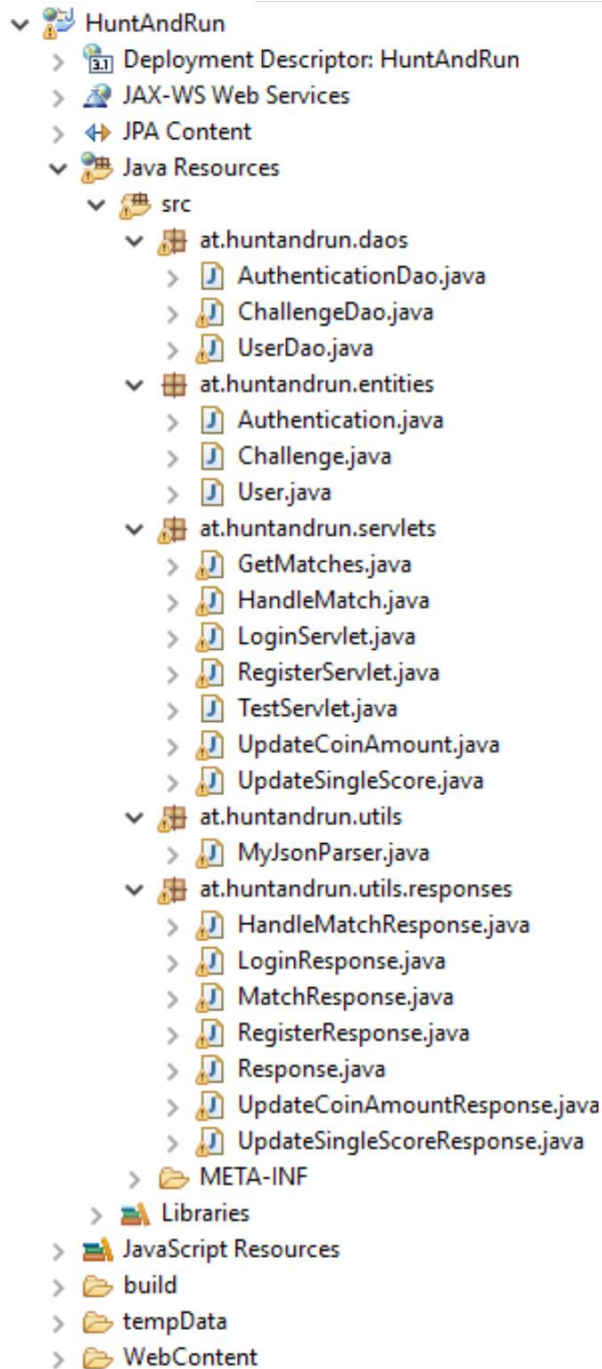 HuntAndRun
3.1 Deployment Descriptor: HuntAndRun
JAX-WS Web Services
JPA Content
Java Resources
src
at.huntandrun.daos
J AuthenticationDao.java
J ChallengeDao.java
J UserDao.java
at.huntandrun.entities
J Authentication.java
J Challenge.java
J User.java
at.huntandrun.servlets
J GetMatches.java
J HandleMatch.java
J LoginServlet.java
J RegisterServlet.java
J TestServlet.java
J UpdateCoinAmount.java
J UpdateSingleScore.java
at.huntandrun.utils
J MyJsonParser.java
at.huntandrun.utils.responses
J HandleMatchResponse.java
J LoginResponse.java
J MatchResponse.java
J RegisterResponse.java
J Response.java
J UpdateCoinAmountResponse.java
J UpdateSingleScoreResponse.java
META-INF
Libraries
JavaScript Resources
build
tempData
WebContent